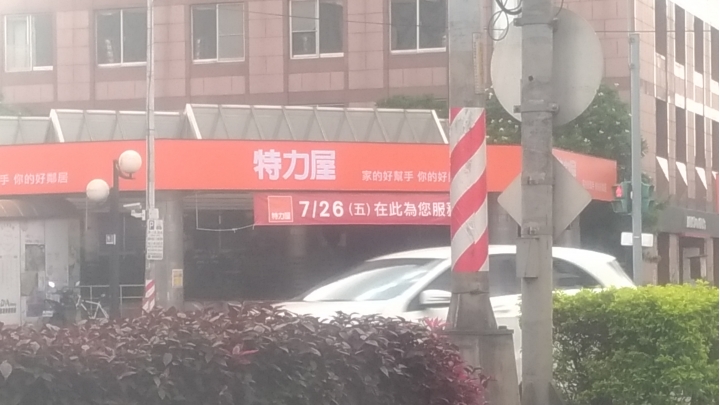 手 你的好鄰居
特力屋
家的好幫手 你的好
特力屋 7/26(五)在此為您服務